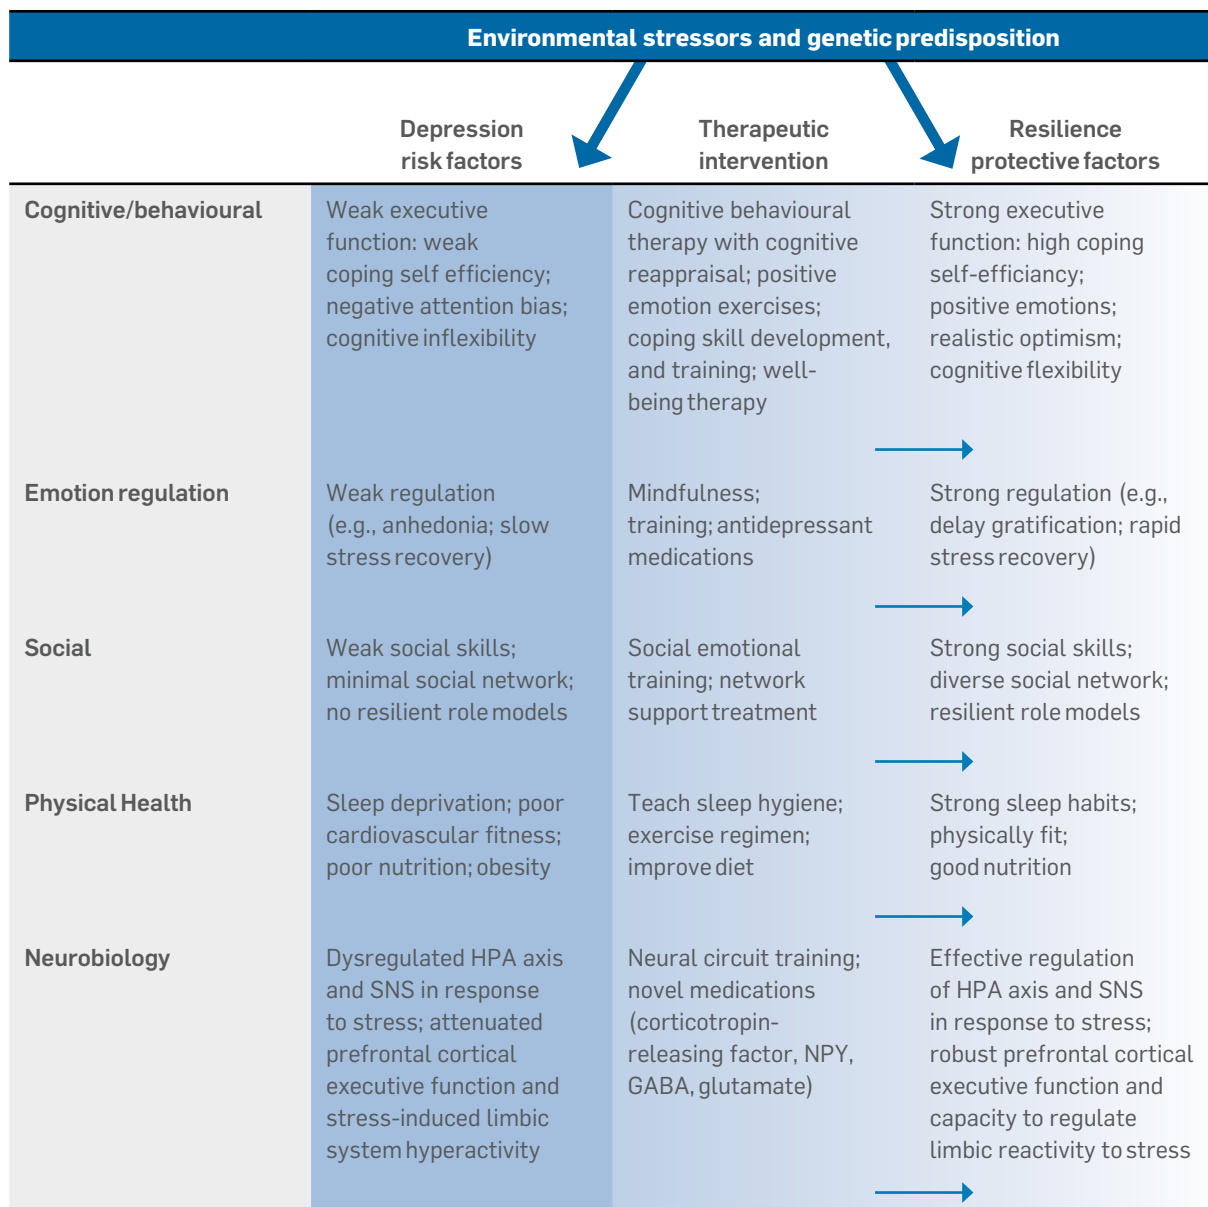 Environmental stressors and genetic predisposition
Depression
risk factors
Therapeutic
intervention
Resilience
protective factors
Cognitive/behavioural
Weak executive
function: weak
coping self efficiency;
negative attention bias;
cognitive inflexibility
Cognitive behavioural
therapy with cognitive
reappraisal; positive
emotion exercises;
coping skill development,
and training; well-
being therapy
Strong executive
function: high coping
self-efficiancy;
positive emotions;
realistic optimism;
cognitive flexibility
Emotion regulation
Weak regulation
(e.g., anhedonia; slow
stress recovery)
Mindfulness;
training; antidepressant
medications
Strong regulation (e.g.,
delay gratification; rapid
stress recovery)
Social
Weak social skills;
minimal social network;
no resilient role models
Social emotional
training; network
support treatment
Strong social skills;
diverse social network;
resilient role models
Physical Health
Sleep deprivation; poor
cardiovascular fitness;
poor nutrition; obesity
Teach sleep hygiene;
exercise regimen;
improve diet
Strong sleep habits;
physically fit;
good nutrition
Neurobiology
Dysregulated HPA axis
and SNS in response
to stress; attenuated
prefrontal cortical
executive function and
stress-induced limbic
system hyperactivity
Neural circuit training;
novel medications
(corticotropin-
releasing factor, NPY,
GABA, glutamate)
Effective regulation
of HPA axis and SNS
in response to stress;
robust prefrontal cortical
executive function and
capacity to regulate
limbic reactivity to stress